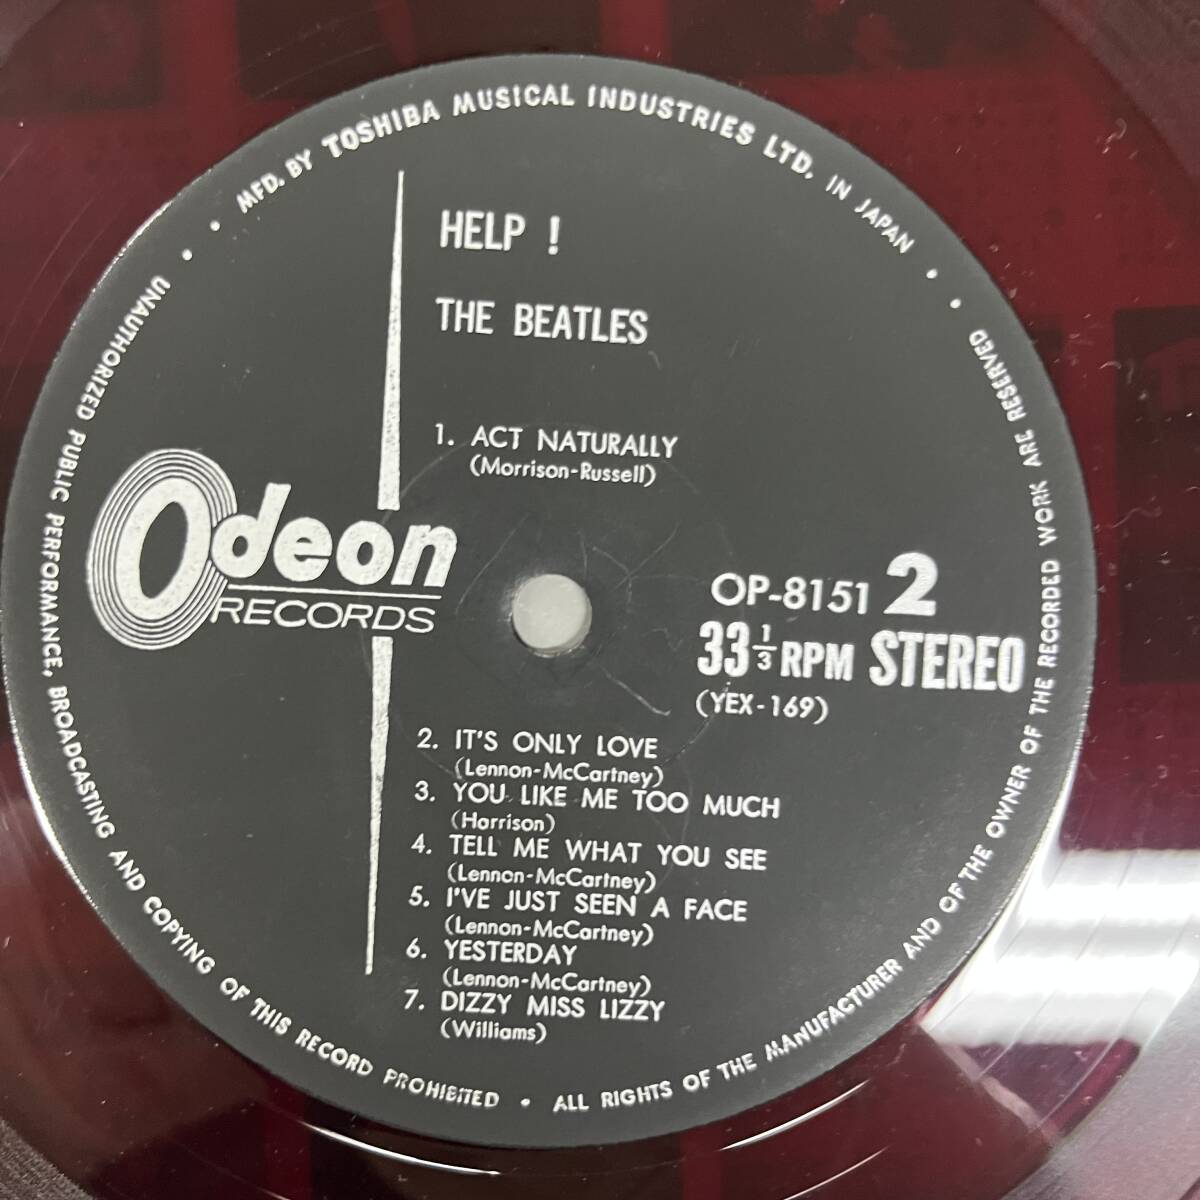 MFD. BY TOSHIBA MUSICAL INDUSTRIES LTD. IN JAPAN
HELP !
THE BEATLES
1. ACT NATURALLY
(Morrison-Russell)
Odeon
RECORDS
OP-8151 2
33 1/3 RPM STEREO
(YEX-169)
2. IT'S ONLY LOVE
(Lennon-McCartney)
3. YOU LIKE ME TOO MUCH
(Harrison)
4. TELL ME WHAT YOU SEE
(Lennon-McCartney)
5. I'VE JUST SEEN A FACE
(Lennon-McCartney)
6. YESTERDAY
(Lennon-McCartney)
7. DIZZY MISS LIZZY
(Williams)
UNAUTHORIZED PUBLIC PERFORMANCE, BROADCASTING AND COPYING OF THIS RECORD PROHIBITED • ALL RIGHTS OF THE MANUFACTURER AND OF THE OWNER OF THE RECORDED WORK ARE RESERVED